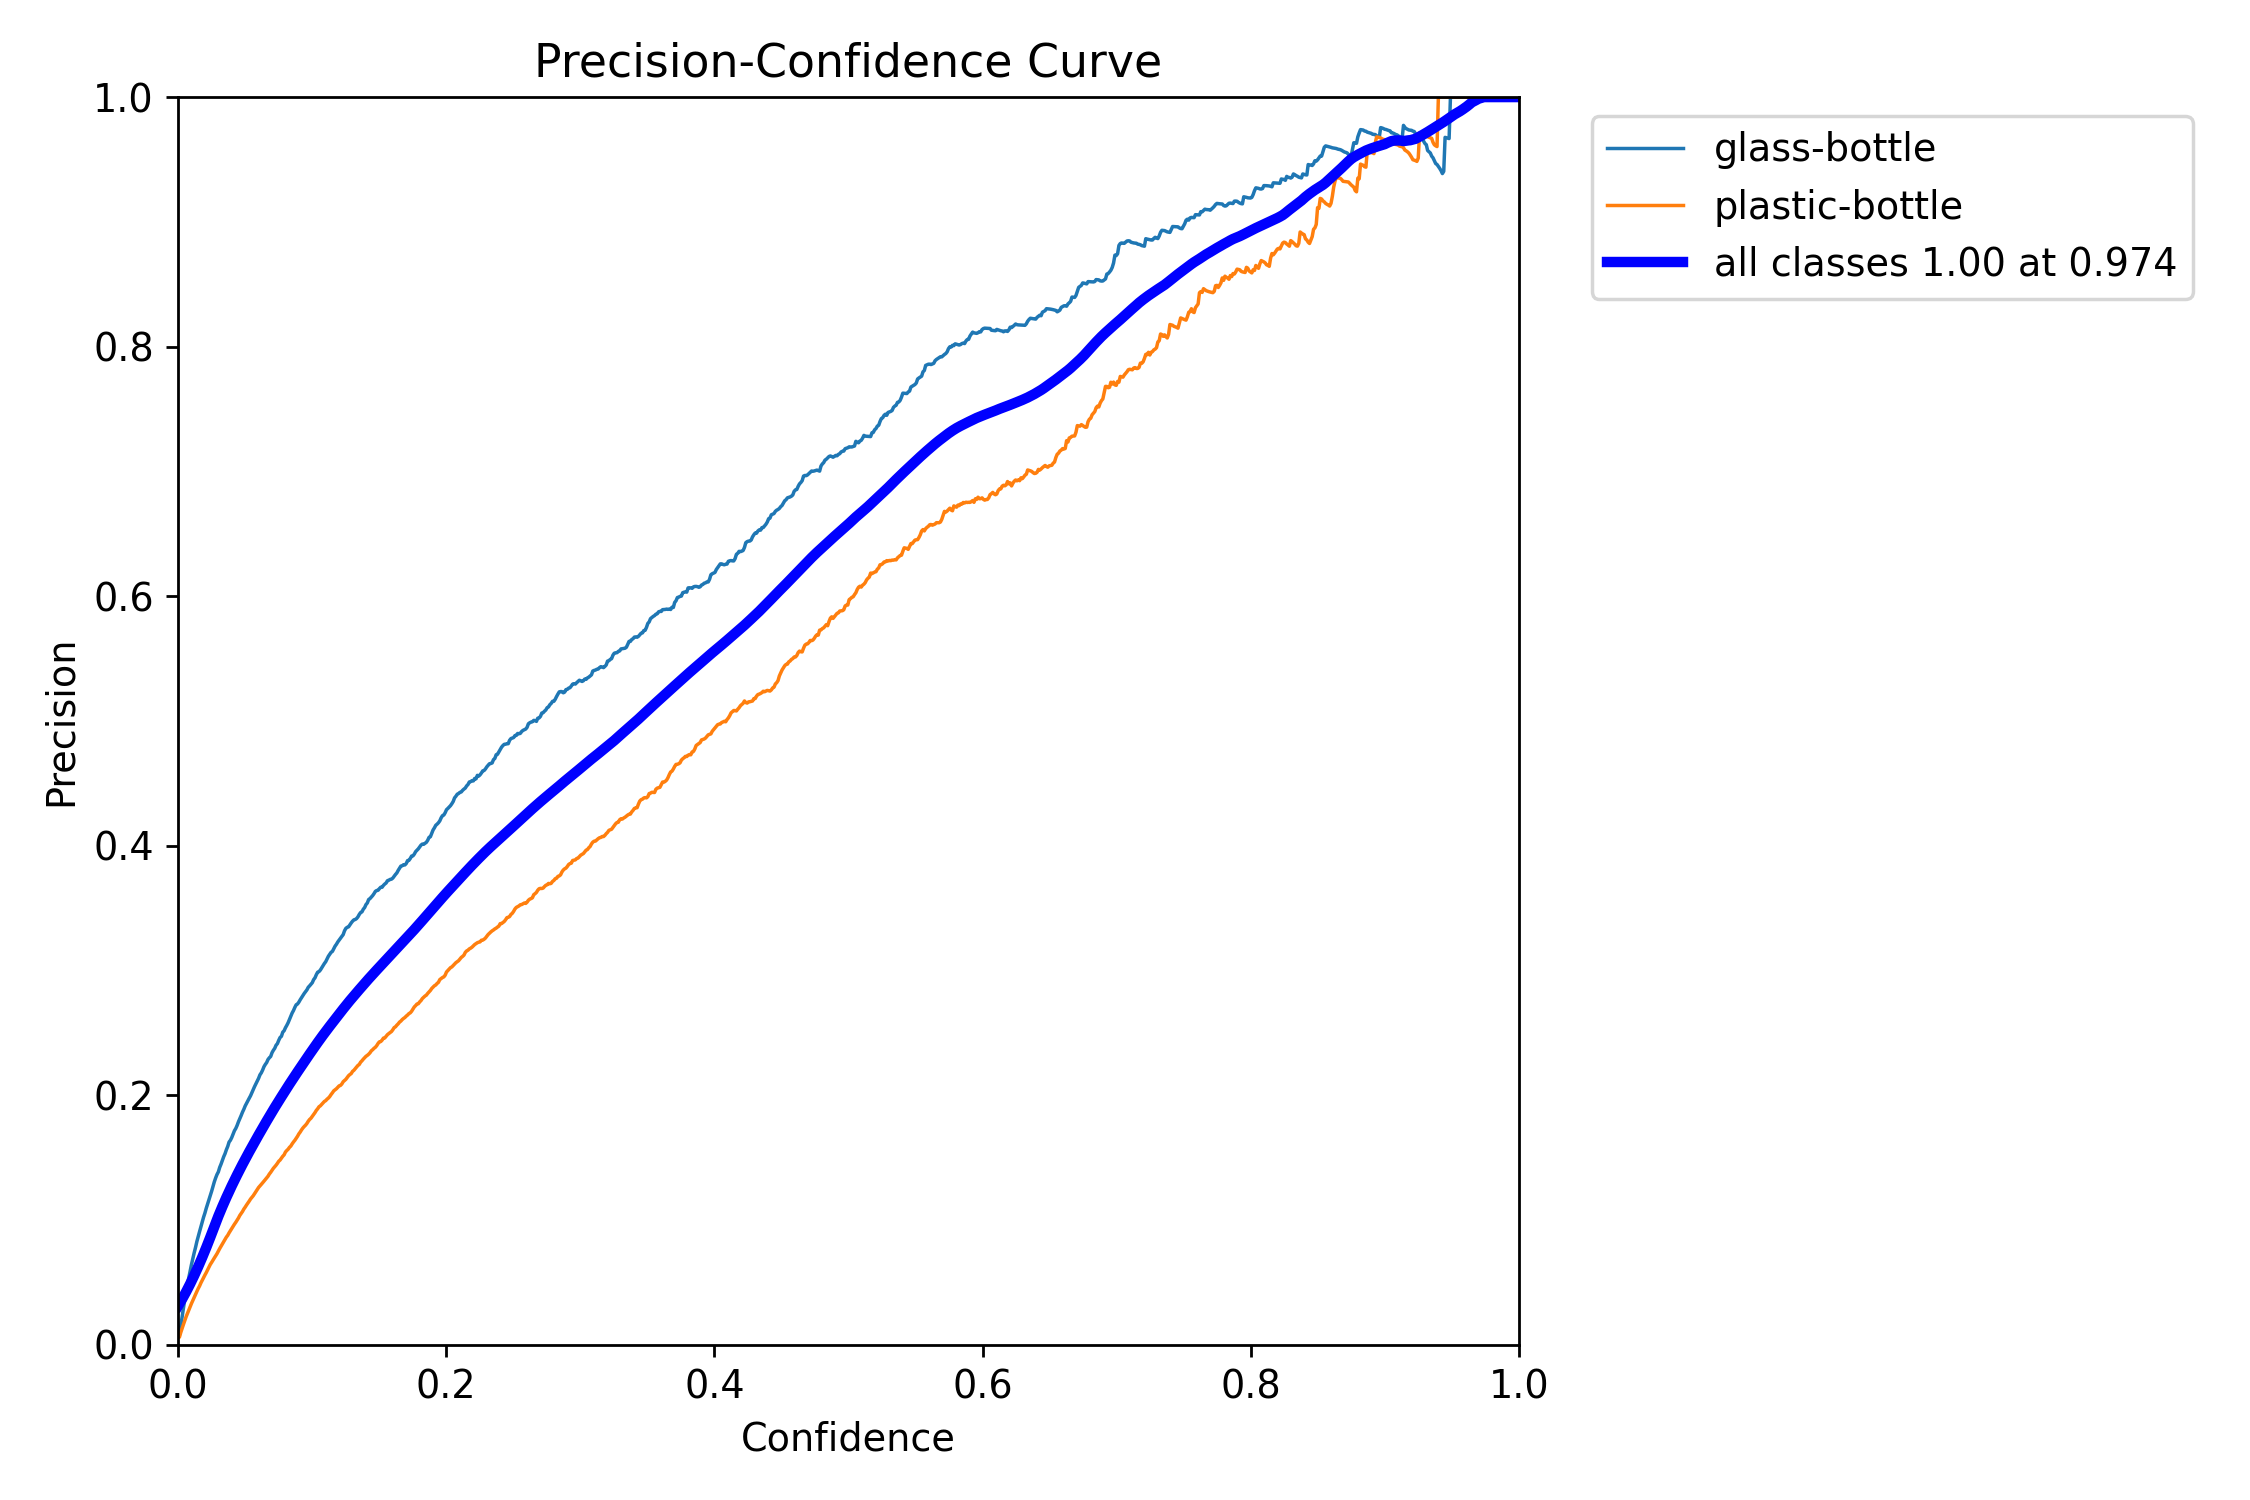 Precision-Confidence Curve
1.0
0.8
0.6
0.4
0.2
0.0
Precision
0.0 0.2 0.4 0.6 0.8 1.0
Confidence
glass-bottle
plastic-bottle
all classes 1.00 at 0.974